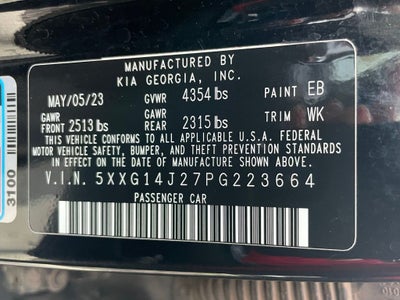 MANUFACTURED BY
KIA GEORGIA, INC.
MAY/05/23 GVWR 4354 lbs PAINT EB
GAWR FRONT 2513 lbs GAWR REAR 2315 lbs TRIM WK
THIS VEHICLE CONFORMS TO ALL APPLICABLE U.S.A. FEDERAL
MOTOR VEHICLE SAFETY, BUMPER, AND THEFT PREVENTION STANDARDS
IN EFFECT ON THE DATE OF MANUFACTURE SHOWN ABOVE.
V.I.N. 5XXG14J27PG223664
PASSENGER CAR
3100